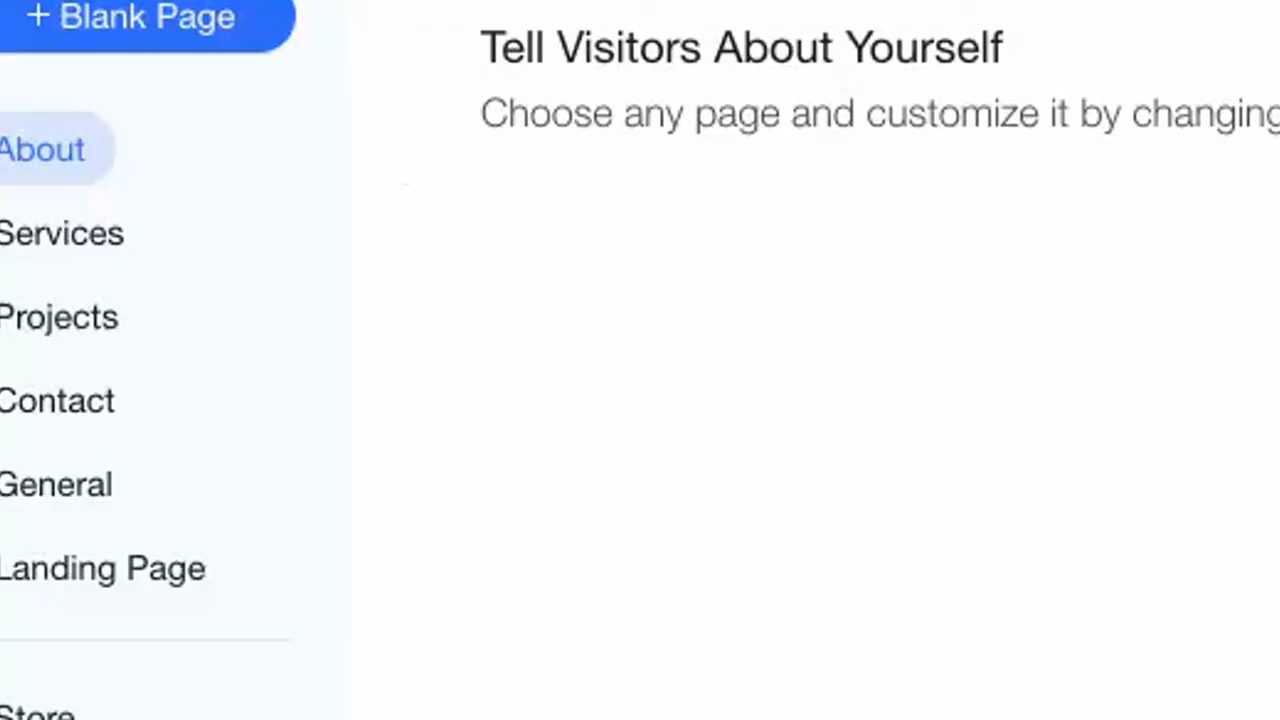 + Blank Page
About
Services
Projects
Contact
General
Landing Page
Store
Tell Visitors About Yourself
Choose any page and customize it by changing